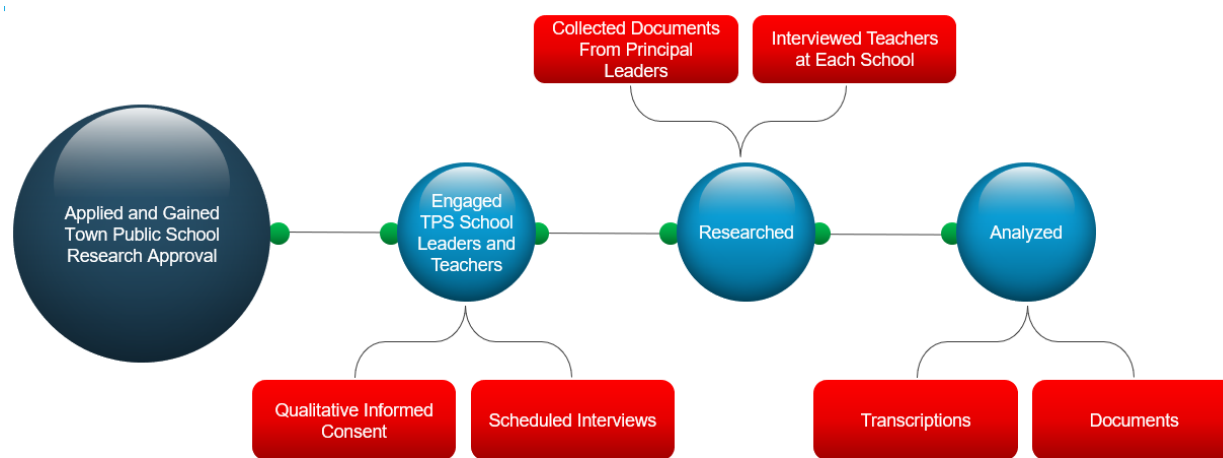 Collected Documents
From Principal
Leaders
Interviewed Teachers
at Each School
Applied and Gained
Town Public School
Research Approval
Engaged
TPS School
Leaders and
Teachers
Researched
Analyzed
Qualitative Informed
Consent
Scheduled Interviews
Transcriptions
Documents